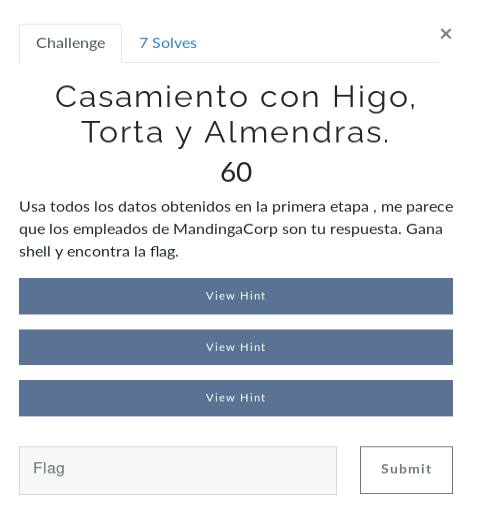 Challenge 7 Solves ×
Casamiento con Higo,
Torta y Almendras.
60
Usa todos los datos obtenidos en la primera etapa , me parece
que los empleados de MandingaCorp son tu respuesta. Gana
shell y encontra la flag.
View Hint
View Hint
View Hint
Flag Submit